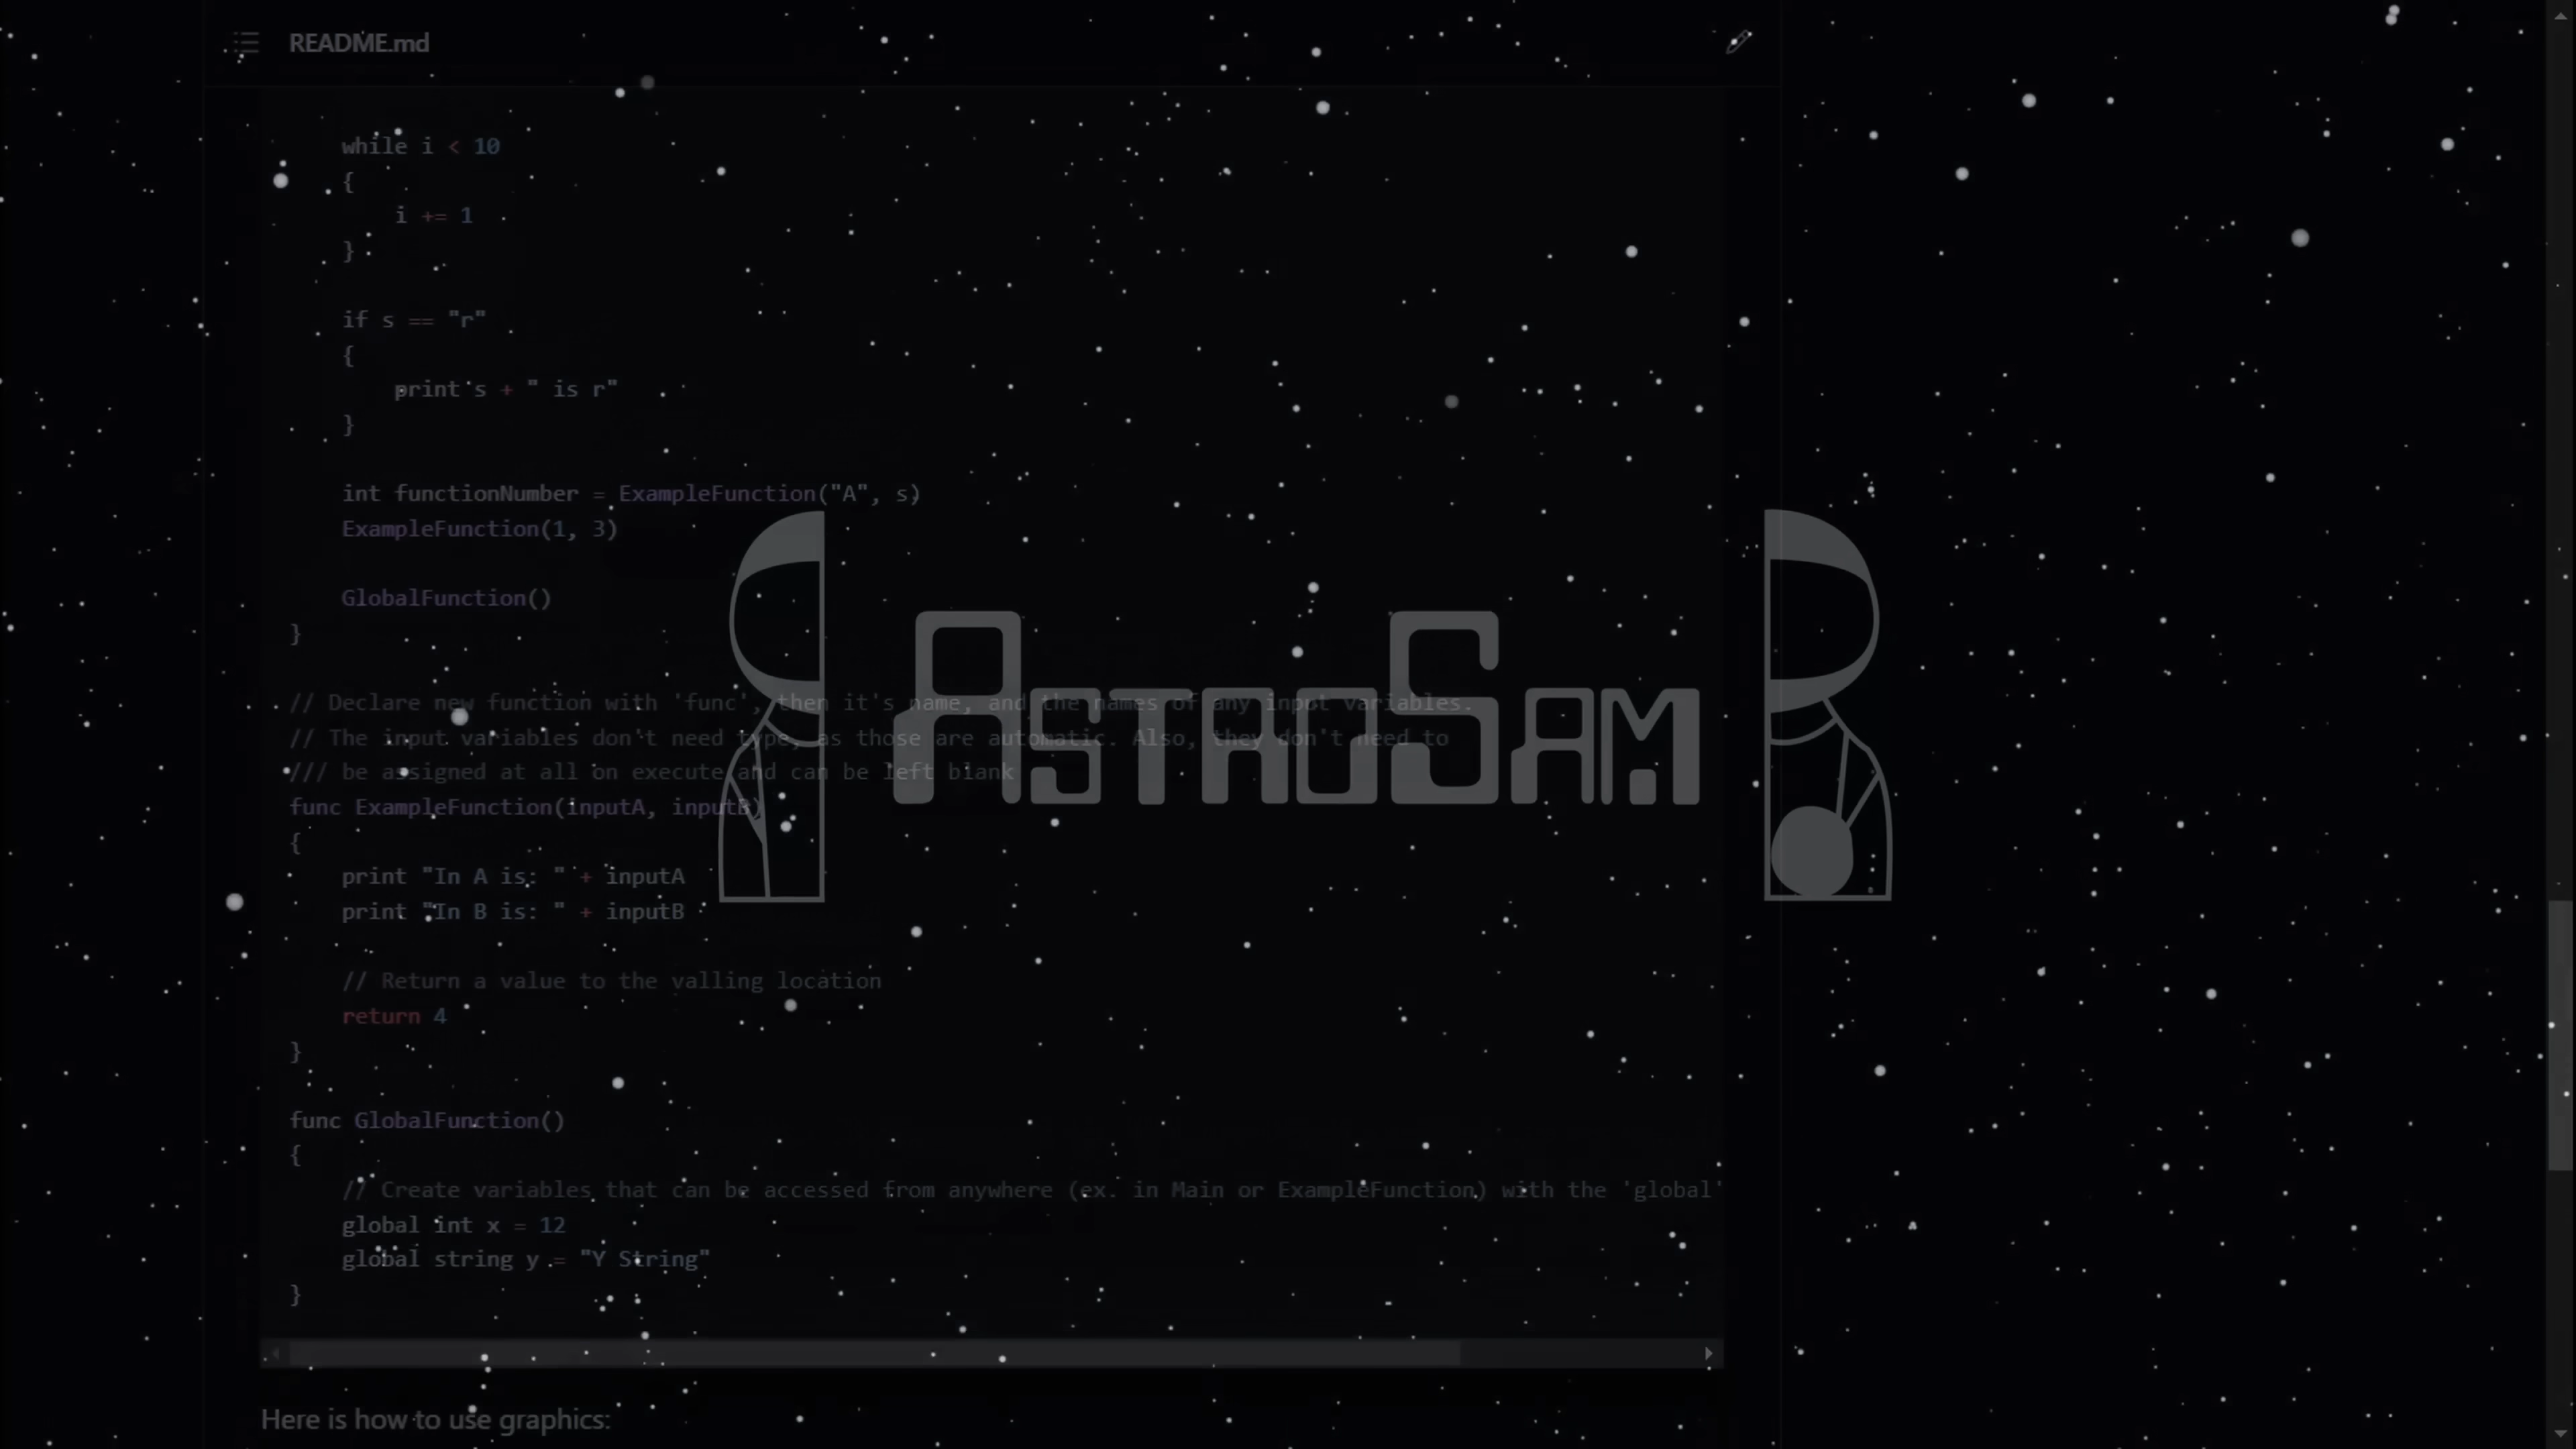 README.md
while i < 10
{
i += 1
}
if s == "r"
{
print s + " is r"
}
int functionNumber = ExampleFunction("A", s)
ExampleFunction(1, 3)
GlobalFunction()
}
// Declare new function with 'func', then it's name, and the names of any input variables.
// The input variables don't need type, as those are automatic. Also, they don't need to
/// be assigned at all on execute and can be left blank
func ExampleFunction(inputA, inputB)
{
print "In A is: " + inputA
print "In B is: " + inputB
// Return a value to the valling location
return 4
}
func GlobalFunction()
{
// Create variables that can be accessed from anywhere (ex. in Main or ExampleFunction) with the 'global'
global int x = 12
global string y = "Y String"
}
Here is how to use graphics:
AstroSam